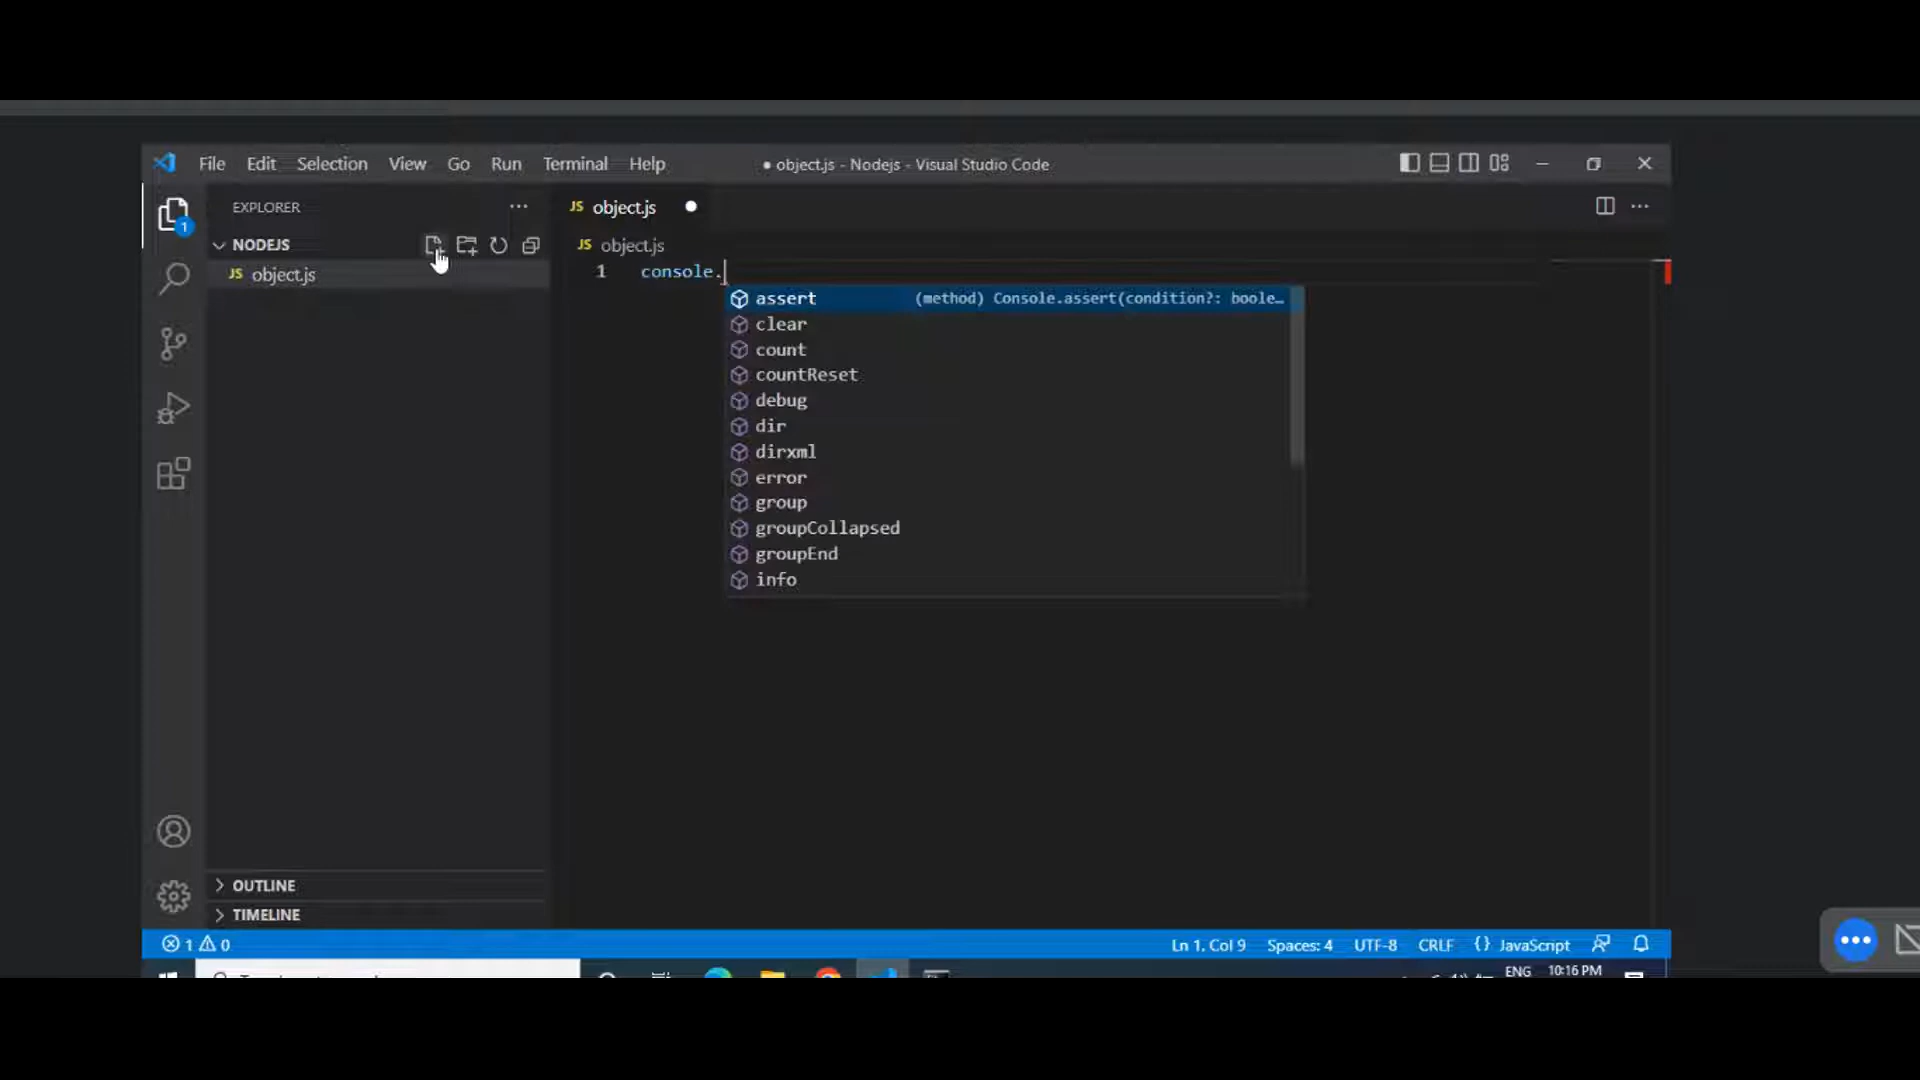 File Edit Selection View Go Run Terminal Help
● object.js - Nodejs - Visual Studio Code
EXPLORER
JS object.js
1
NODEJS
JS object.js
JS object.js
1 console.
assert (method) Console.assert(condition?: boole…
clear
count
countReset
debug
dir
dirxml
error
group
groupCollapsed
groupEnd
info
OUTLINE
TIMELINE
1 0
Ln 1, Col 9 Spaces: 4 UTF-8 CRLF {} JavaScript
ENG 10:16 PM